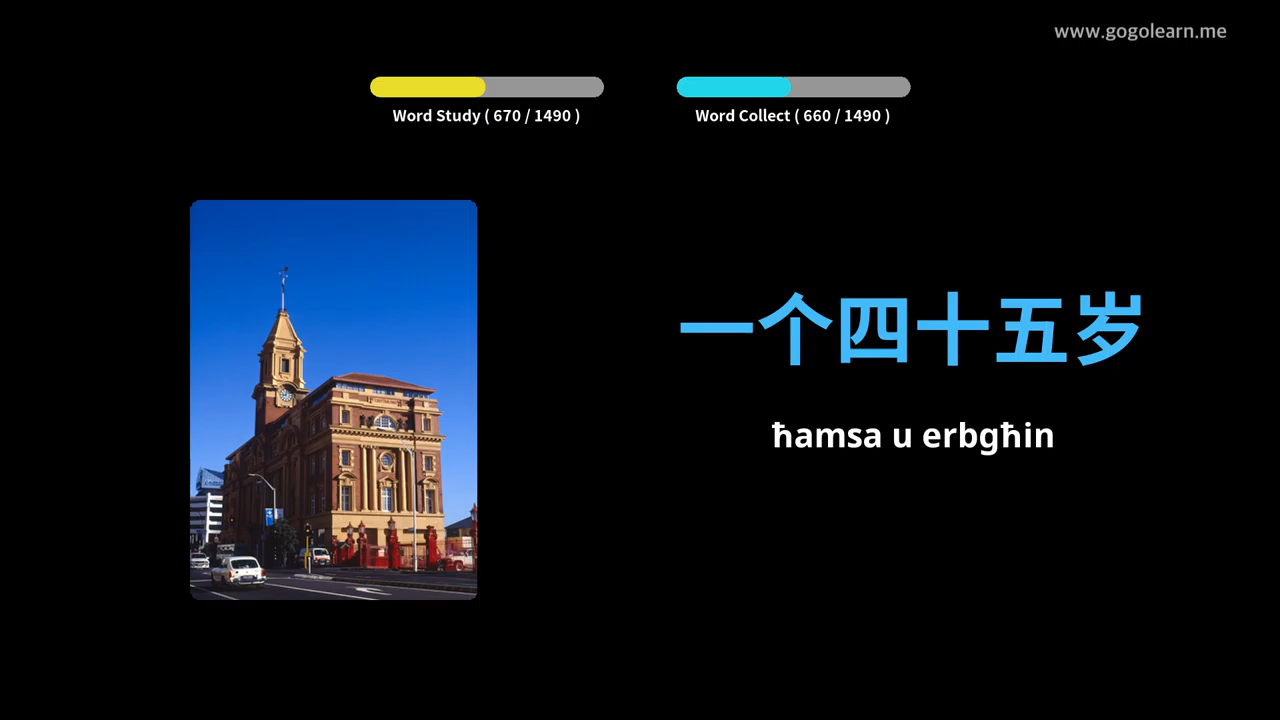 www.gogolearn.me
Word Study ( 670 / 1490 )
Word Collect ( 660 / 1490 )
一个四十五岁
ħamsa u erbgħin